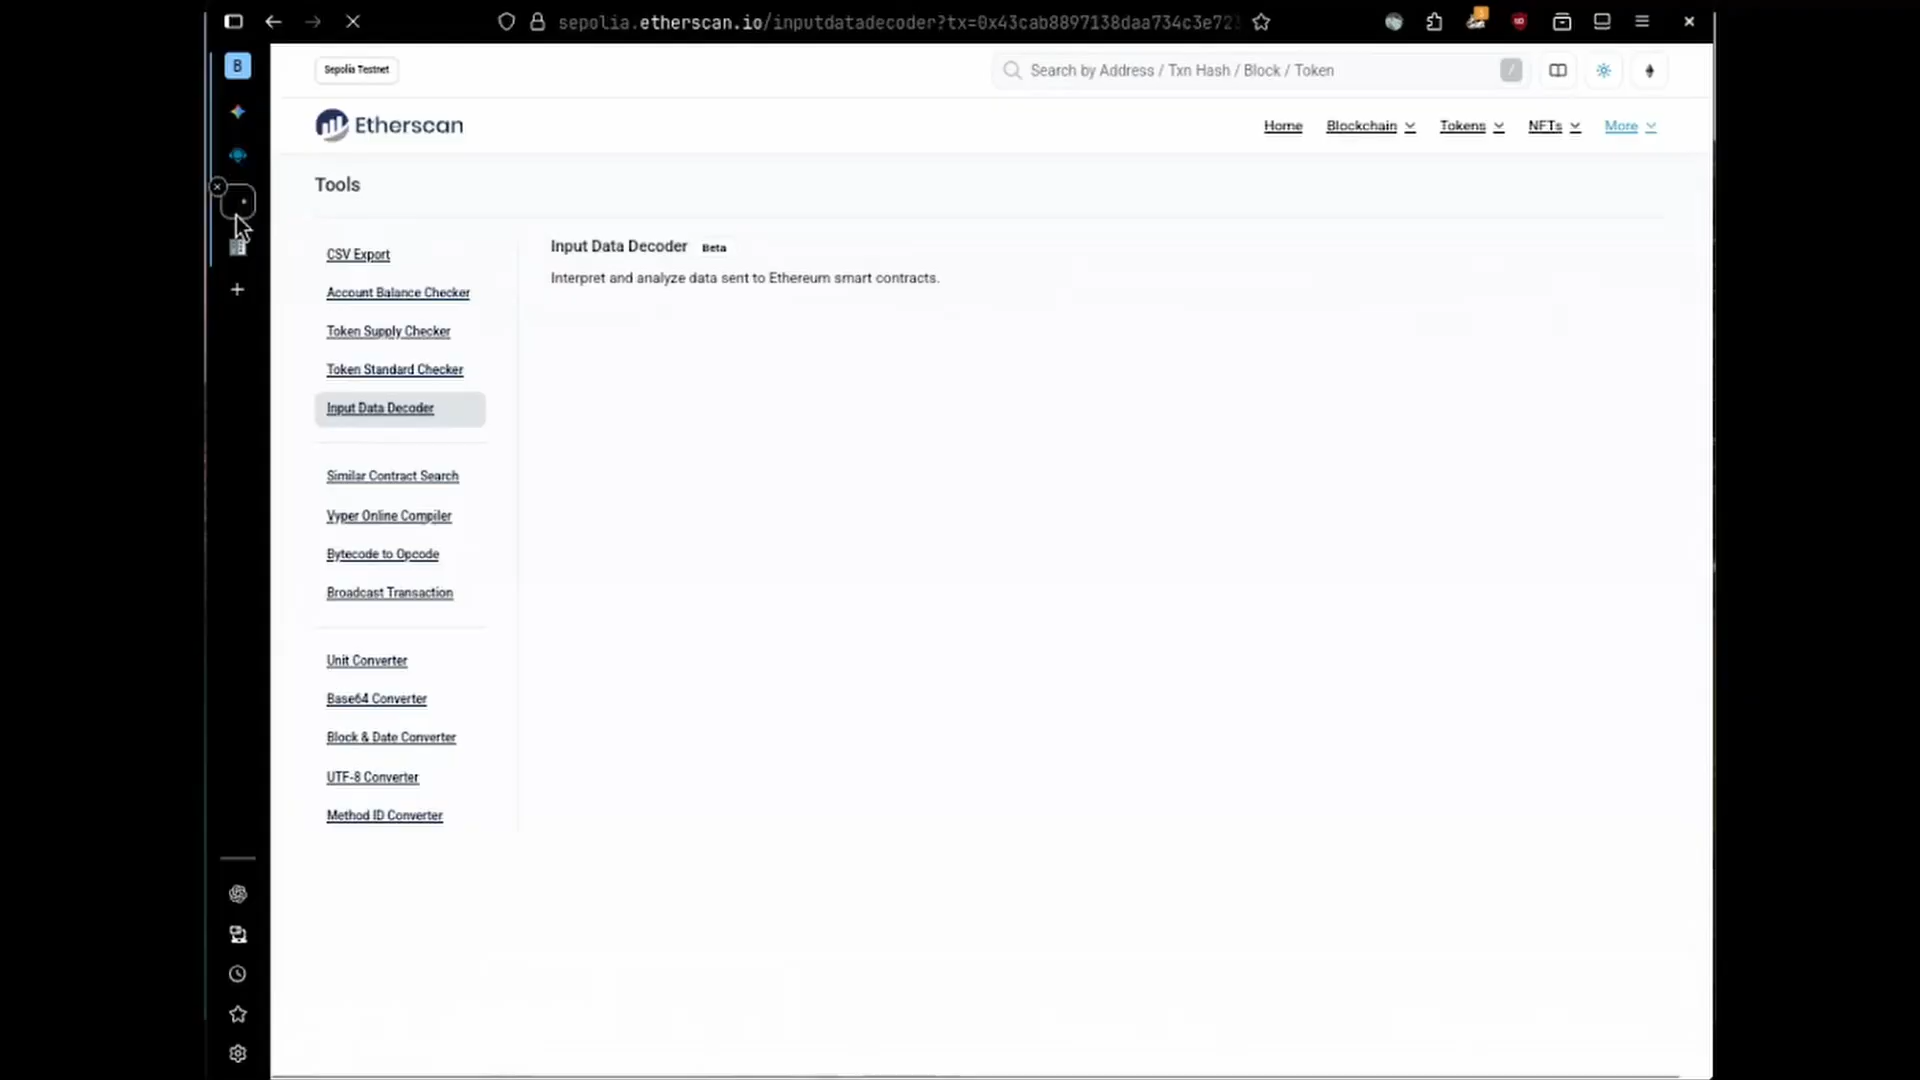 sepolia.etherscan.io/inputdatadecoder?tx=0x43cab8897138daa734c3e72
B
Sepolia Testnet
Search by Address / Txn Hash / Block / Token
/
Etherscan
Home
Blockchain
Tokens
NFTs
More
Tools
CSV Export
Account Balance Checker
Token Supply Checker
Token Standard Checker
Input Data Decoder
Similar Contract Search
Vyper Online Compiler
Bytecode to Opcode
Broadcast Transaction
Unit Converter
Base64 Converter
Block & Date Converter
UTF-8 Converter
Method ID Converter
Input Data Decoder Beta
Interpret and analyze data sent to Ethereum smart contracts.